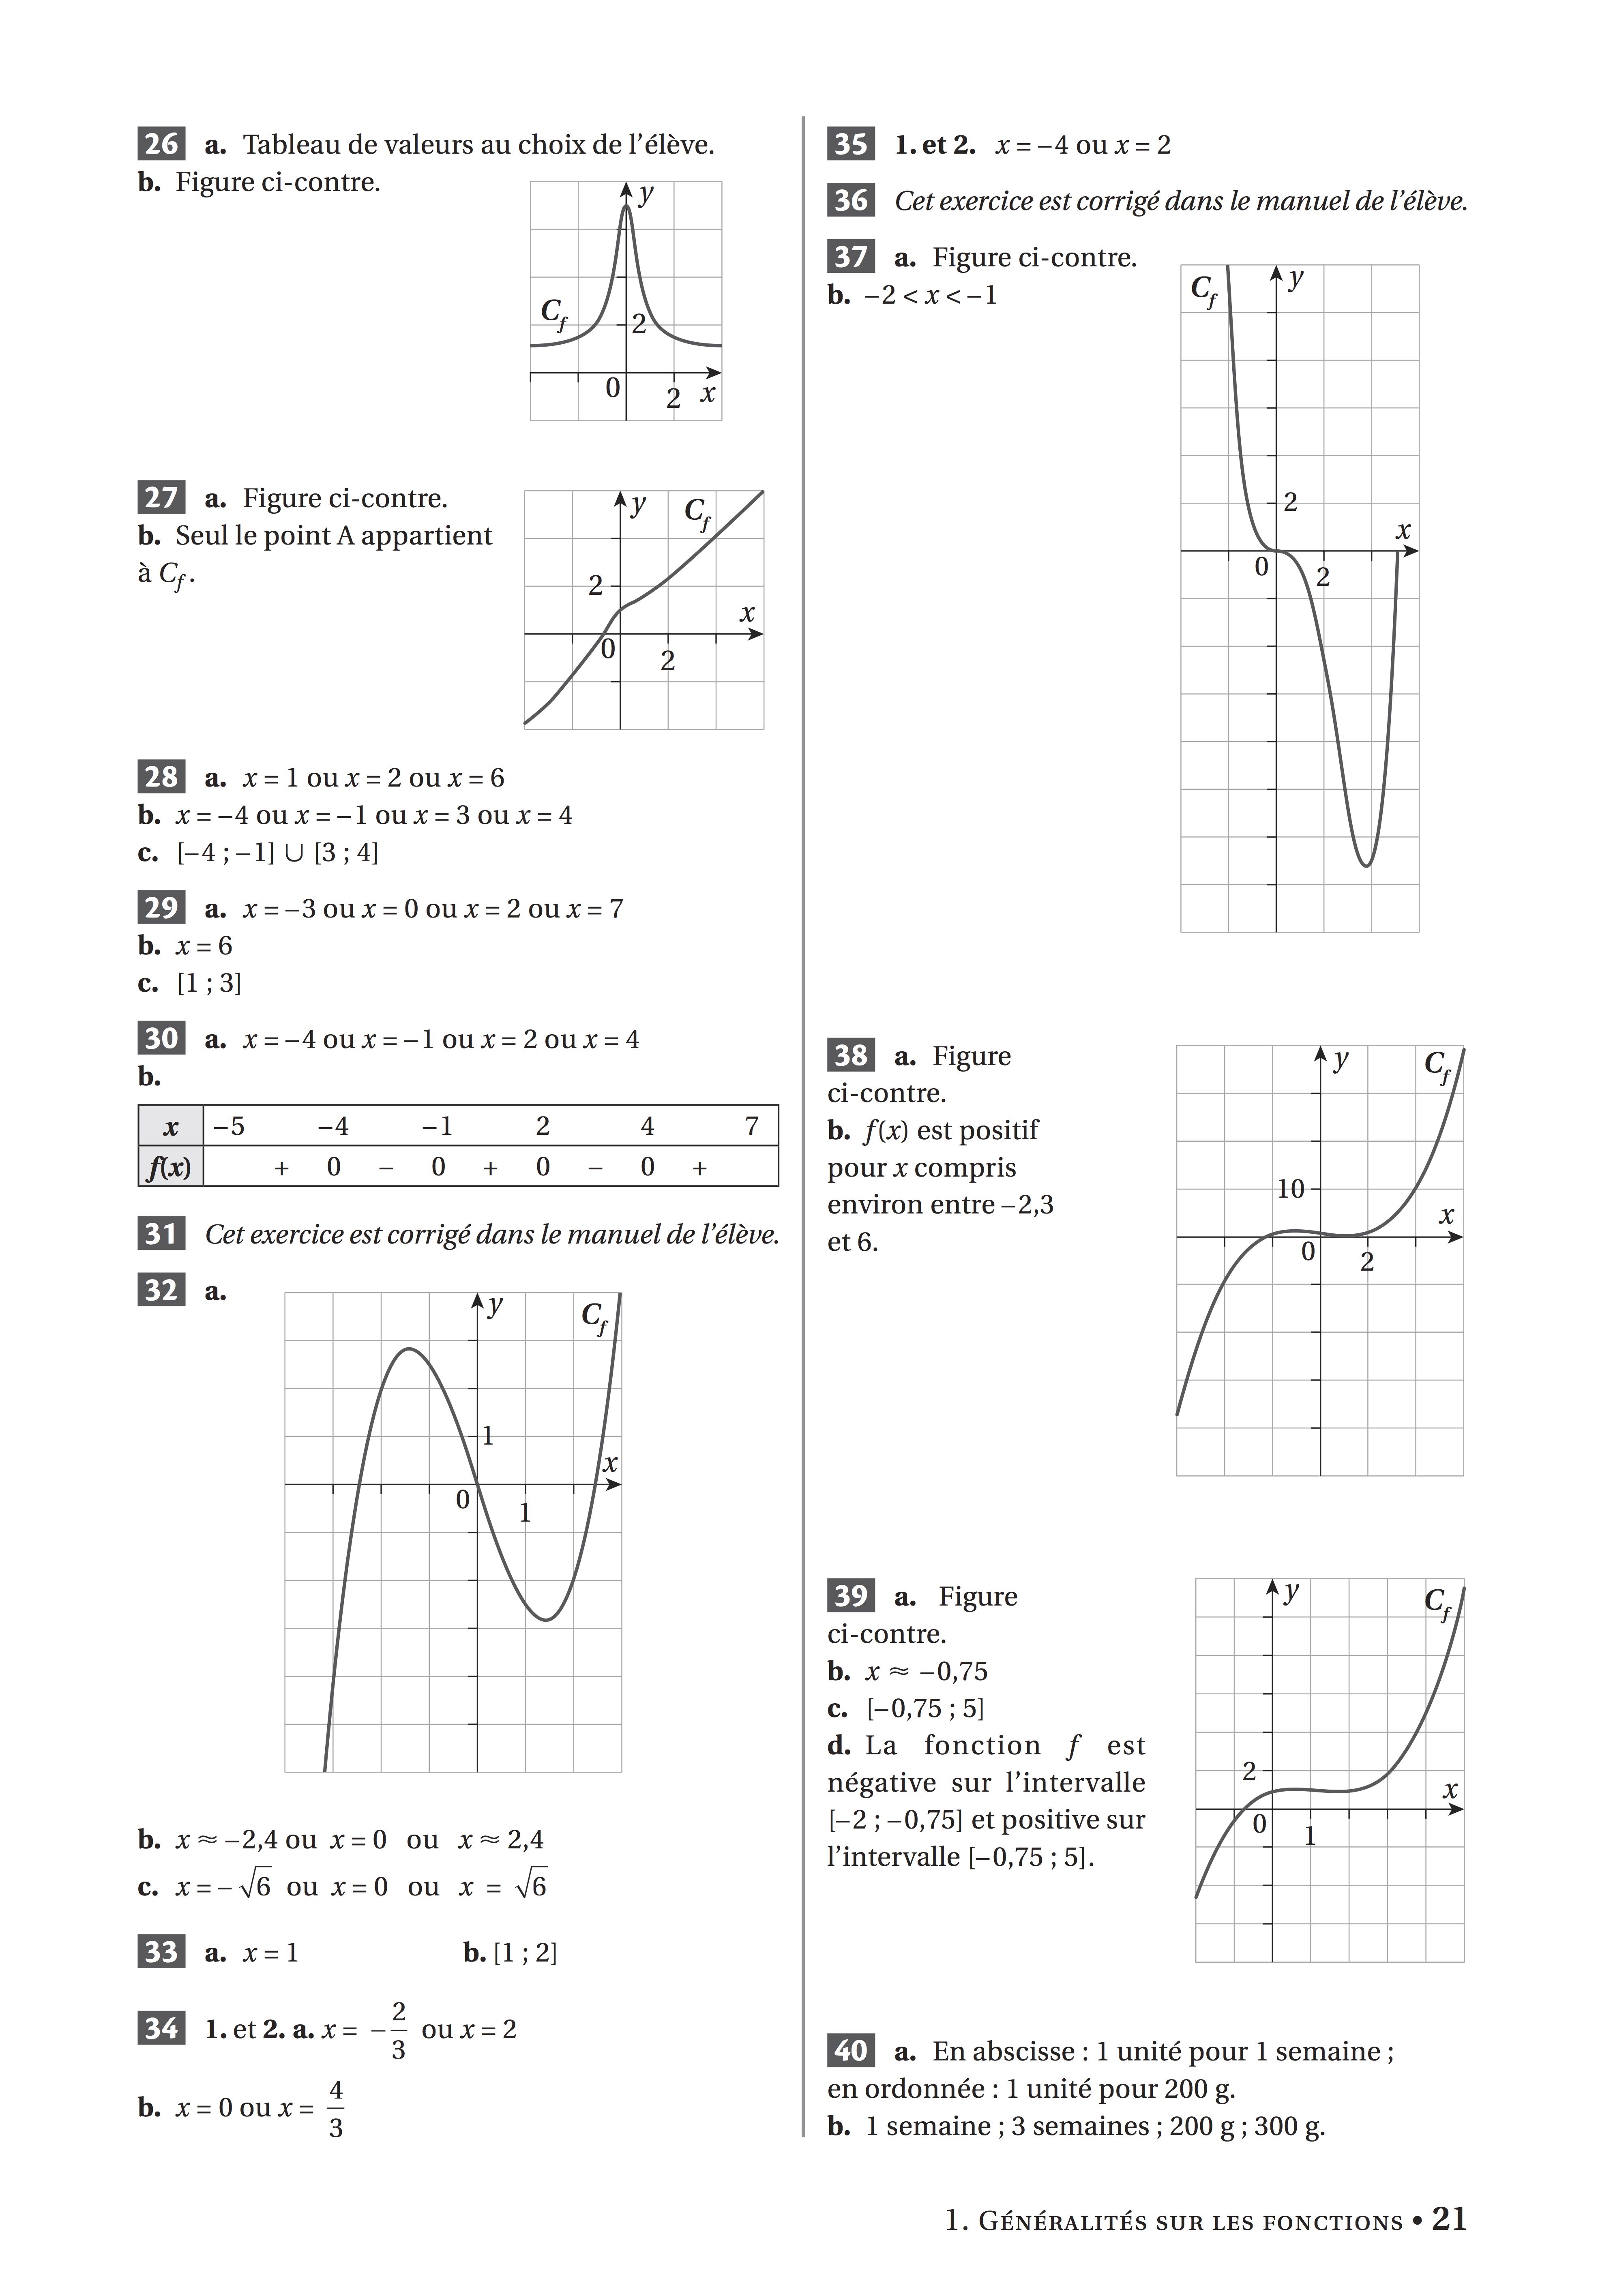 26 a. Tableau de valeurs au choix de l’élève.
b. Figure ci-contre.
y
C_f
2
0
2 x
27 a. Figure ci-contre.
b. Seul le point A appartient
à C_f.
y
C_f
2
x
0
2
28 a. x = 1 ou x = 2 ou x = 6
b. x = −4 ou x = −1 ou x = 3 ou x = 4
c. [−4 ; −1] ∪ [3 ; 4]
29 a. x = −3 ou x = 0 ou x = 2 ou x = 7
b. x = 6
c. [1 ; 3]
30 a. x = −4 ou x = −1 ou x = 2 ou x = 4
b.
x −5 −4 −1 2 4 7
f(x) + 0 − 0 + 0 − 0 +
31 Cet exercice est corrigé dans le manuel de l’élève.
32 a.
y
C_f
1
x
0
1
b. x ≈ −2,4 ou x = 0 ou x ≈ 2,4
c. x = − √6 ou x = 0 ou x = √6
33 a. x = 1 b. [1 ; 2]
34 1. et 2. a. x = −2/3 ou x = 2
b. x = 0 ou x = 4/3
35 1. et 2. x = −4 ou x = 2
36 Cet exercice est corrigé dans le manuel de l’élève.
37 a. Figure ci-contre.
b. −2 < x < −1
C_f
y
2
x
0
2
38 a. Figure
ci-contre.
b. f(x) est positif
pour x compris
environ entre −2,3
et 6.
y
C_f
10
x
0
2
39 a. Figure
ci-contre.
b. x ≈ −0,75
c. [−0,75 ; 5]
d. La fonction f est
négative sur l’intervalle
[−2 ; −0,75] et positive sur
l’intervalle [−0,75 ; 5].
y
C_f
2
x
0
1
40 a. En abscisse : 1 unité pour 1 semaine ;
en ordonnée : 1 unité pour 200 g.
b. 1 semaine ; 3 semaines ; 200 g ; 300 g.
1. Généralités sur les fonctions • 21